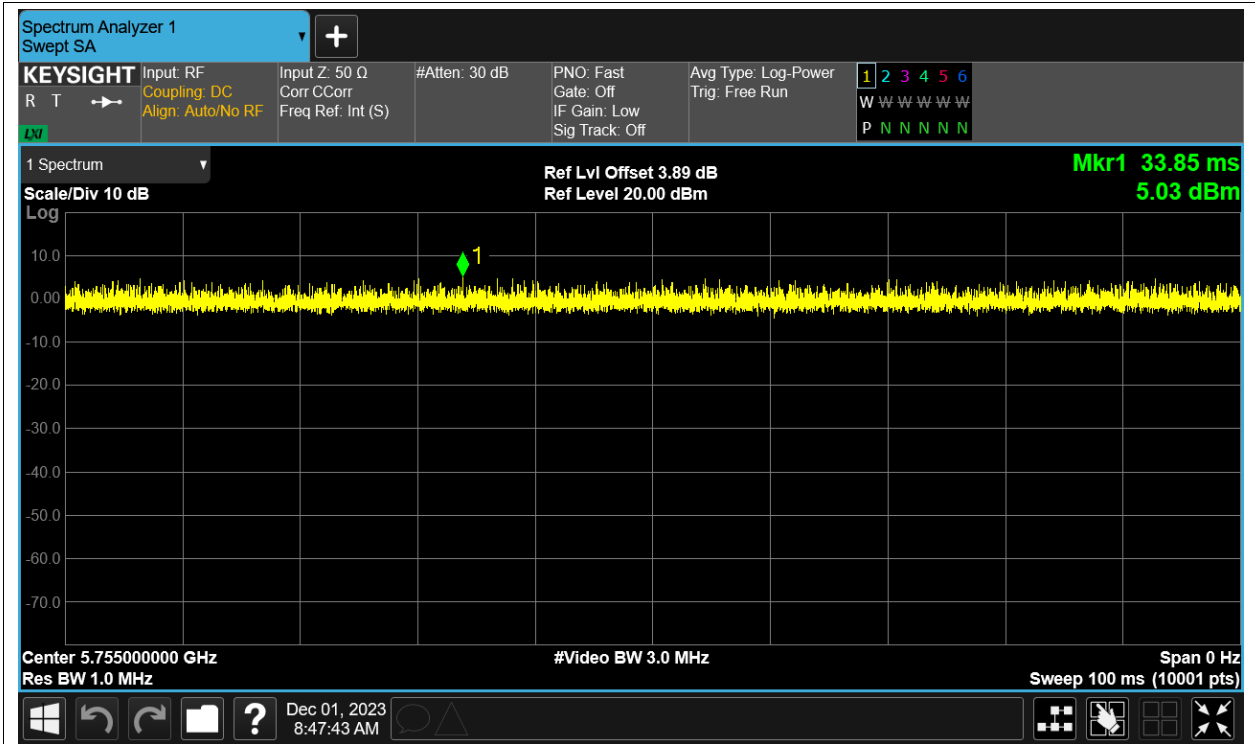 Spectrum Analyzer 1
Swept SA
KEYSIGHT
R T
LXI
Input: RF
Coupling: DC
Align: Auto/No RF
Input Z: 50 Ω
Corr CCorr
Freq Ref: Int (S)
#Atten: 30 dB
PNO: Fast
Gate: Off
IF Gain: Low
Sig Track: Off
Avg Type: Log-Power
Trig: Free Run
1 2 3 4 5 6
W W W W W W
P N N N N N
1 Spectrum
Scale/Div 10 dB
Ref Lvl Offset 3.89 dB
Ref Level 20.00 dBm
Mkr1 33.85 ms
5.03 dBm
Log
10.0
0.00
-10.0
-20.0
-30.0
-40.0
-50.0
-60.0
-70.0
1
Center 5.755000000 GHz
Res BW 1.0 MHz
#Video BW 3.0 MHz
Span 0 Hz
Sweep 100 ms (10001 pts)
?
Dec 01, 2023
8:47:43 AM